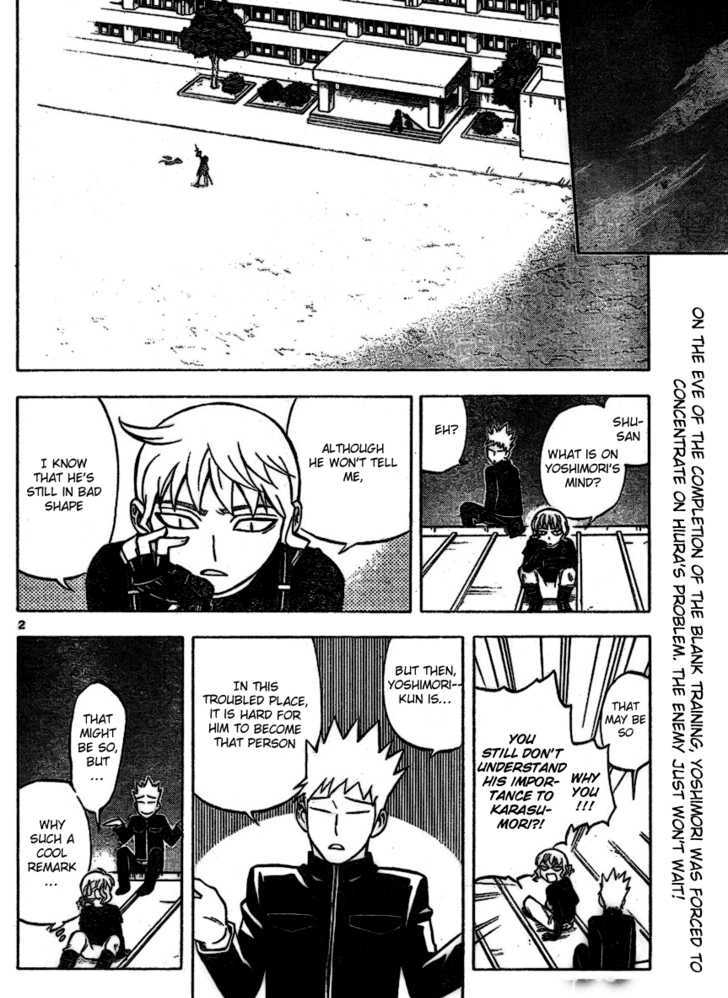 ON THE EVE OF THE COMPLETION OF THE BLANK TRAINING, YOSHIMORI WAS FORCED TO
CONCENTRATE ON HIURA'S PROBLEM. THE ENEMY JUST WON'T WAIT!
SHU-
SAN
WHAT IS ON
YOSHIMORI'S
MIND?
EH?
ALTHOUGH
HE WON'T TELL
ME,
I KNOW
THAT HE'S
STILL IN BAD
SHAPE
2
THAT
MAY BE
SO
WHY
YOU
!!!
YOU
STILL DON'T
UNDERSTAND
HIS IMPOR-
TANCE TO
KARASU-
MORI?!
BUT THEN,
YOSHIMORI--
KUN IS...
IN THIS
TROUBLED PLACE,
IT IS HARD FOR
HIM TO BECOME
THAT PERSON
THAT
MIGHT
BE SO,
BUT
...
WHY
SUCH A
COOL
REMARK
...